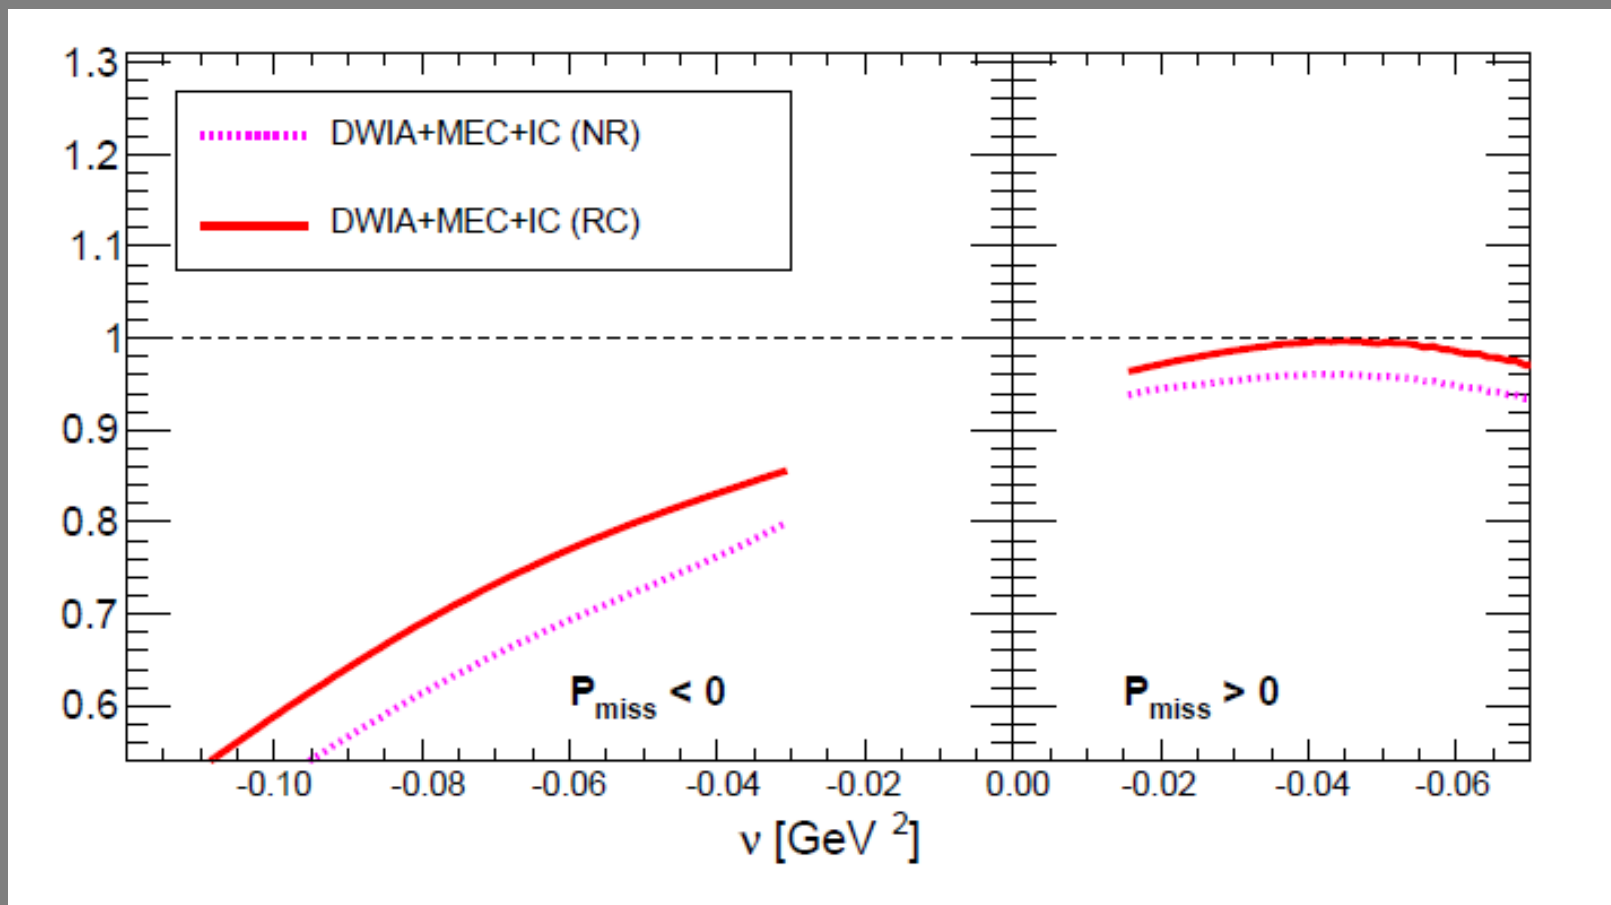 1.3
1.2
1.1
1
0.9
0.8
0.7
0.6
DWIA+MEC+IC (NR)
DWIA+MEC+IC (RC)
P_miss < 0
P_miss > 0
-0.10 -0.08 -0.06 -0.04 -0.02 0.00 -0.02 -0.04 -0.06
ν [GeV ²]